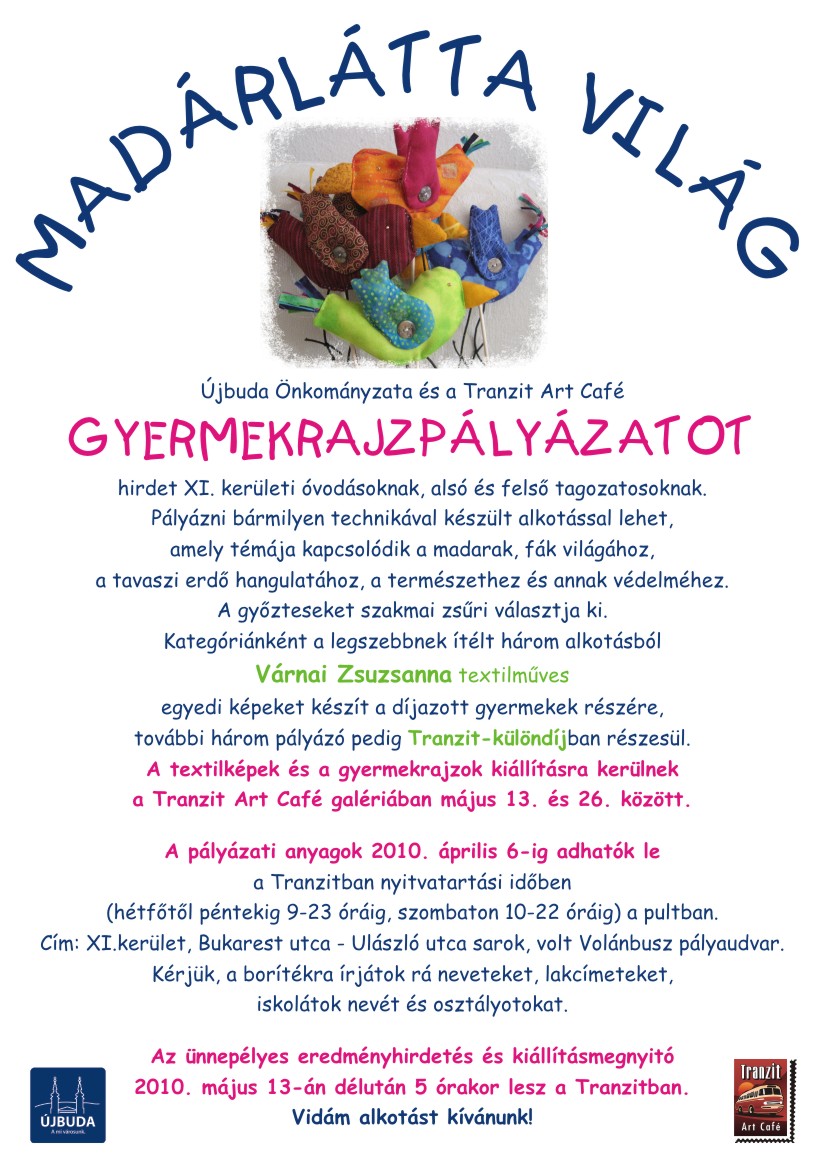 MADÁRLÁTTA VILÁG
Újbuda Önkományzata és a Tranzit Art Café
GYERMEKRAJZPÁLYÁZATOT
hirdet XI. kerületi óvodásoknak, alsó és felső tagozatosoknak.
Pályázni bármilyen technikával készült alkotással lehet,
amely témája kapcsolódik a madarak, fák világához,
a tavaszi erdő hangulatához, a természethez és annak védelméhez.
A győzteseket szakmai zsűri választja ki.
Kategóriánként a legszebbnek ítélt három alkotásból
Várnai Zsuzsanna textilműves
egyedi képeket készít a díjazott gyermekek részére,
további három pályázó pedig Tranzit-különdíjban részesül.
A textilképek és a gyermekrajzok kiállításra kerülnek
a Tranzit Art Café galériában május 13. és 26. között.
A pályázati anyagok 2010. április 6-ig adhatók le
a Tranzitban nyitvatartási időben
(hétfőtől péntekig 9-23 óráig, szombaton 10-22 óráig) a pultban.
Cím: XI.kerület, Bukarest utca - Ulászló utca sarok, volt Volánbusz pályaudvar.
Kérjük, a borítékra írjátok rá neveteket, lakcímeteket,
iskolátok nevét és osztályotokat.
Az ünnepélyes eredményhirdetés és kiállításmegnyitó
2010. május 13-án délután 5 órakor lesz a Tranzitban.
Vidám alkotást kívánunk!
ÚJBUDA
A mi városunk.
Tranzit
Art Café